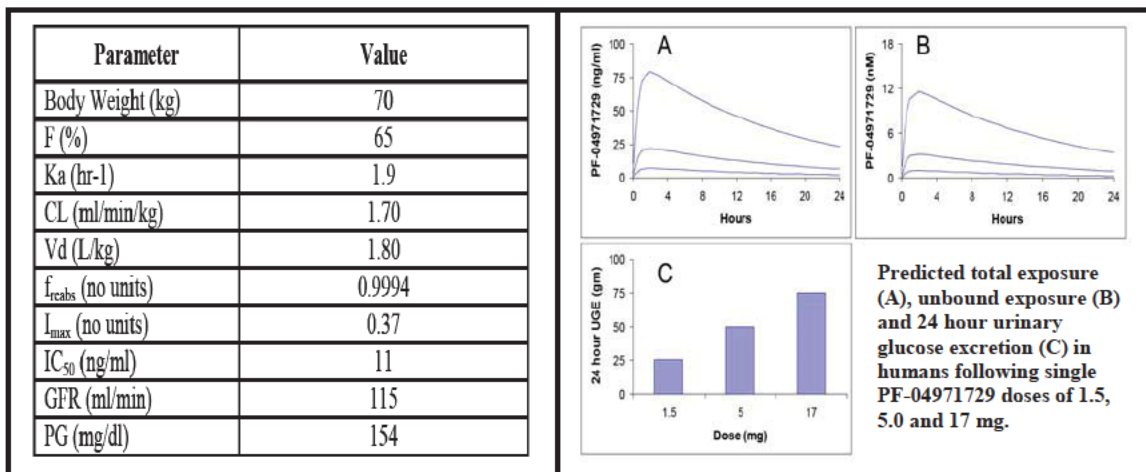 Parameter Value
Body Weight (kg) 70
F (%) 65
Ka (hr-1) 1.9
CL (ml/min/kg) 1.70
Vd (L/kg) 1.80
freabs (no units) 0.9994
Imax (no units) 0.37
IC50 (ng/ml) 11
GFR (ml/min) 115
PG (mg/dl) 154
A
PF-04971729 (ng/ml)
100
75
50
25
0
0 4 8 12 16 20 24
Hours
B
PF-04971729 (nM)
18
12
6
0
0 4 8 12 16 20 24
Hours
C
24 hour UGE (gm)
100
75
50
25
0
1.5 5 17
Dose (mg)
Predicted total exposure
(A), unbound exposure (B)
and 24 hour urinary
glucose excretion (C) in
humans following single
PF-04971729 doses of 1.5,
5.0 and 17 mg.